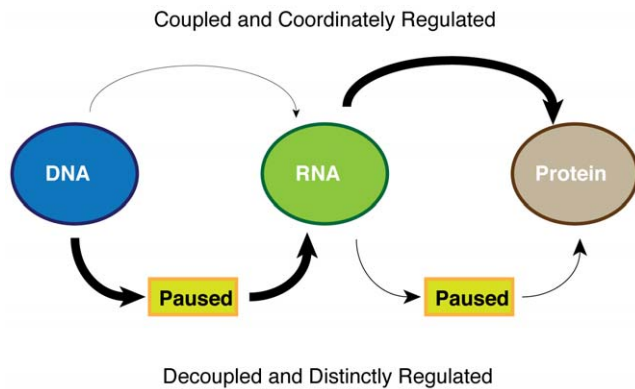 Coupled and Coordinately Regulated
DNA
RNA
Protein
Paused
Paused
Decoupled and Distinctly Regulated